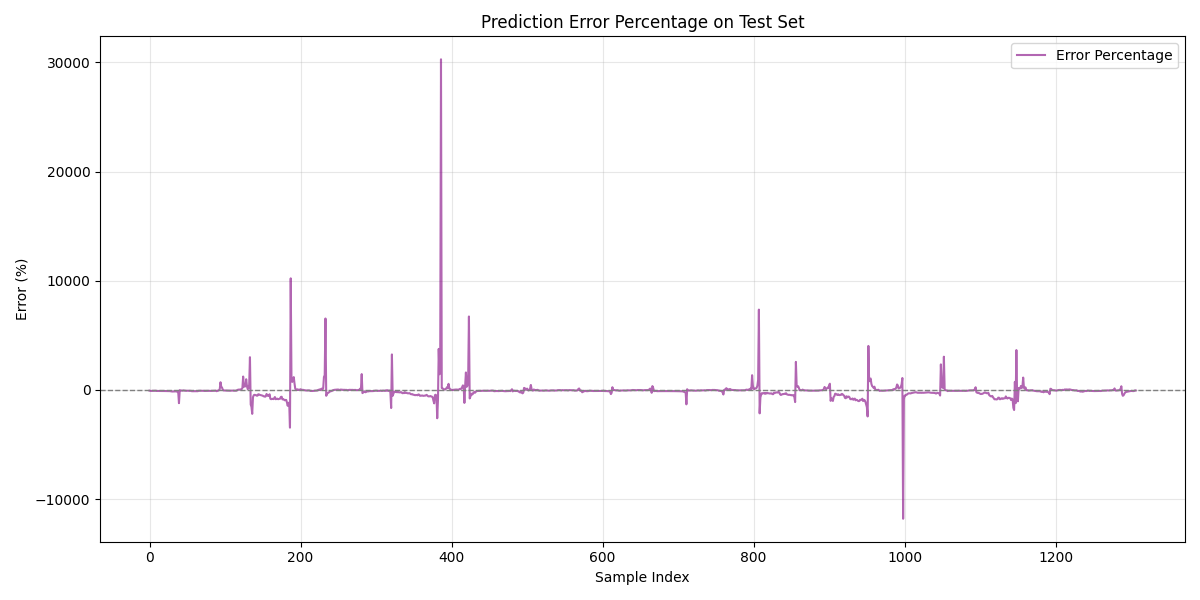 Prediction Error Percentage on Test Set
Error Percentage
Error (%)
30000
20000
10000
0
−10000
0 200 400 600 800 1000 1200
Sample Index